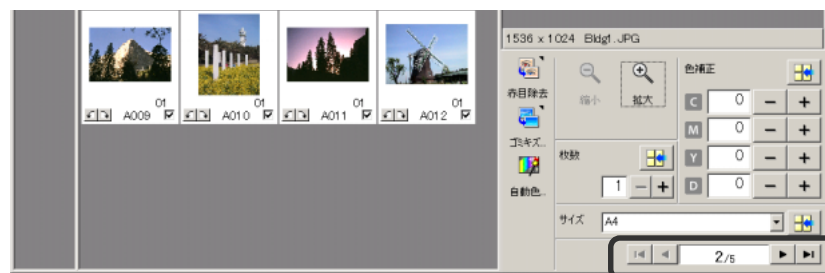 01 01 01 01
A009 A010 A011 A012
1536 x 1024 Bldg1.JPG
赤目除去
ゴミキズ..
自動色..
縮小 拡大
色補正
C 0 - +
M 0 - +
Y 0 - +
D 0 - +
枚数
1 - +
サイズ A4
2/5